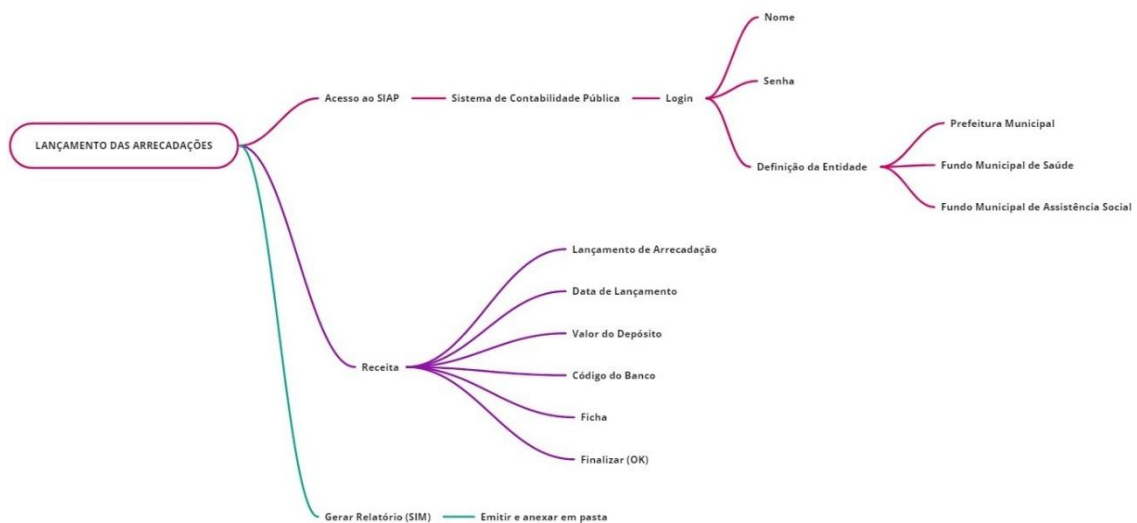 LANÇAMENTO DAS ARRECADAÇÕES
Acesso ao SIAP
Sistema de Contabilidade Pública
Login
Nome
Senha
Definição da Entidade
Prefeitura Municipal
Fundo Municipal de Saúde
Fundo Municipal de Assistência Social
Receita
Lançamento de Arrecadação
Data de Lançamento
Valor do Depósito
Código do Banco
Ficha
Finalizar (OK)
Gerar Relatório (SIM)
Emitir e anexar em pasta